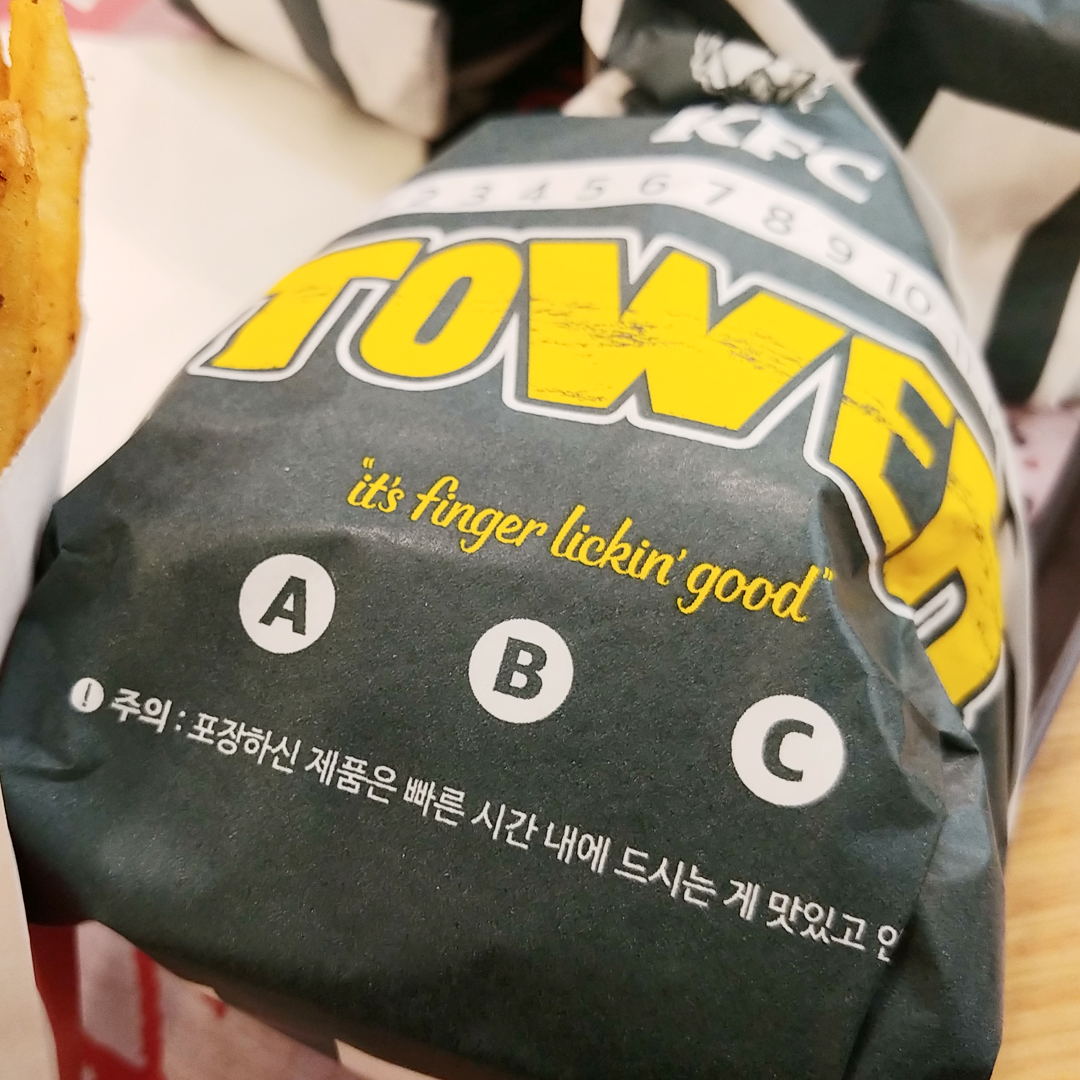 KFC
2 3 4 5 6 7 8 9 10
TOWER
"it's finger lickin' good"
A B C
! 주의 : 포장하신 제품은 빠른 시간 내에 드시는 게 맛있고